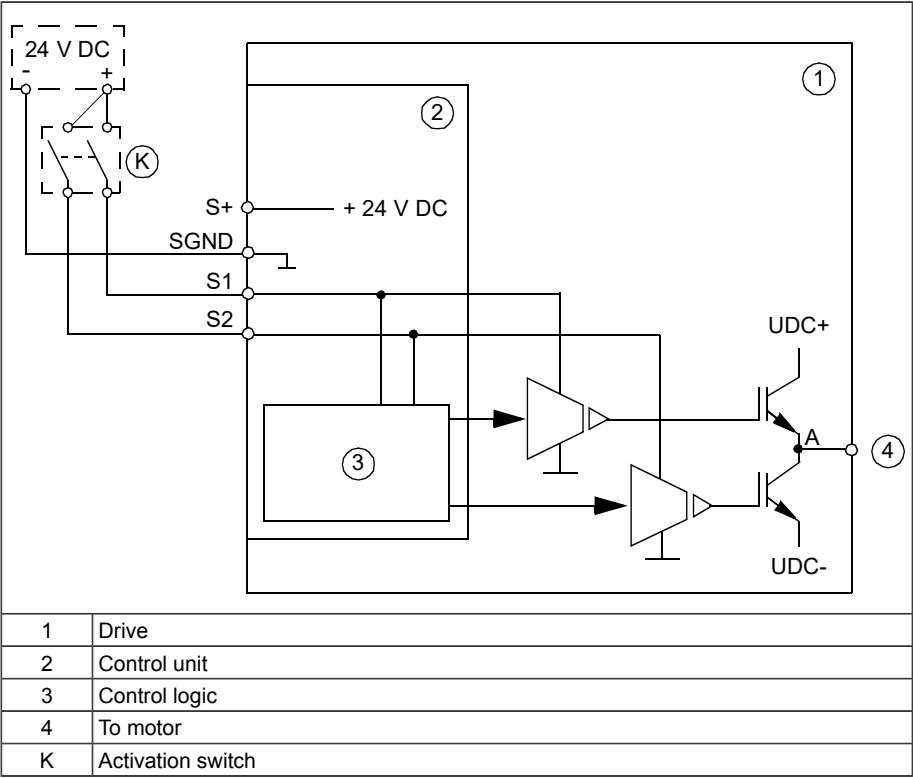 24 V DC
- +
1
2
K
S+
+ 24 V DC
SGND
S1
S2
UDC+
A
3
4
UDC-
1 Drive
2 Control unit
3 Control logic
4 To motor
K Activation switch